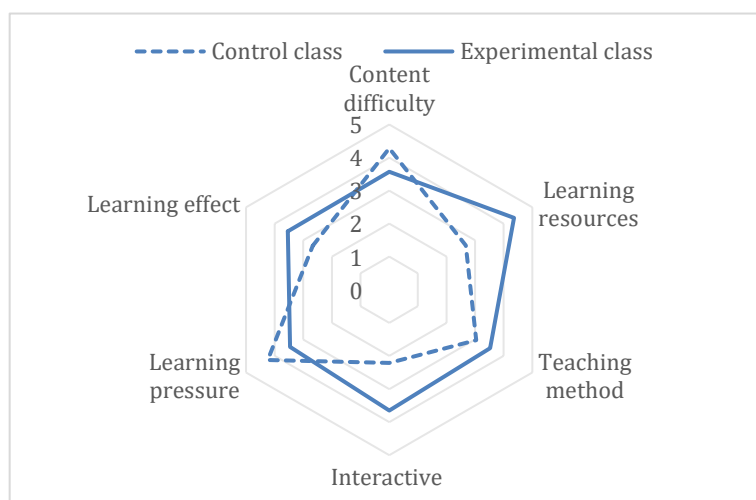 Control class
Experimental class
Content
difficulty
5
4
3
2
1
0
Learning
resources
Teaching
method
Interactive
Learning
pressure
Learning effect